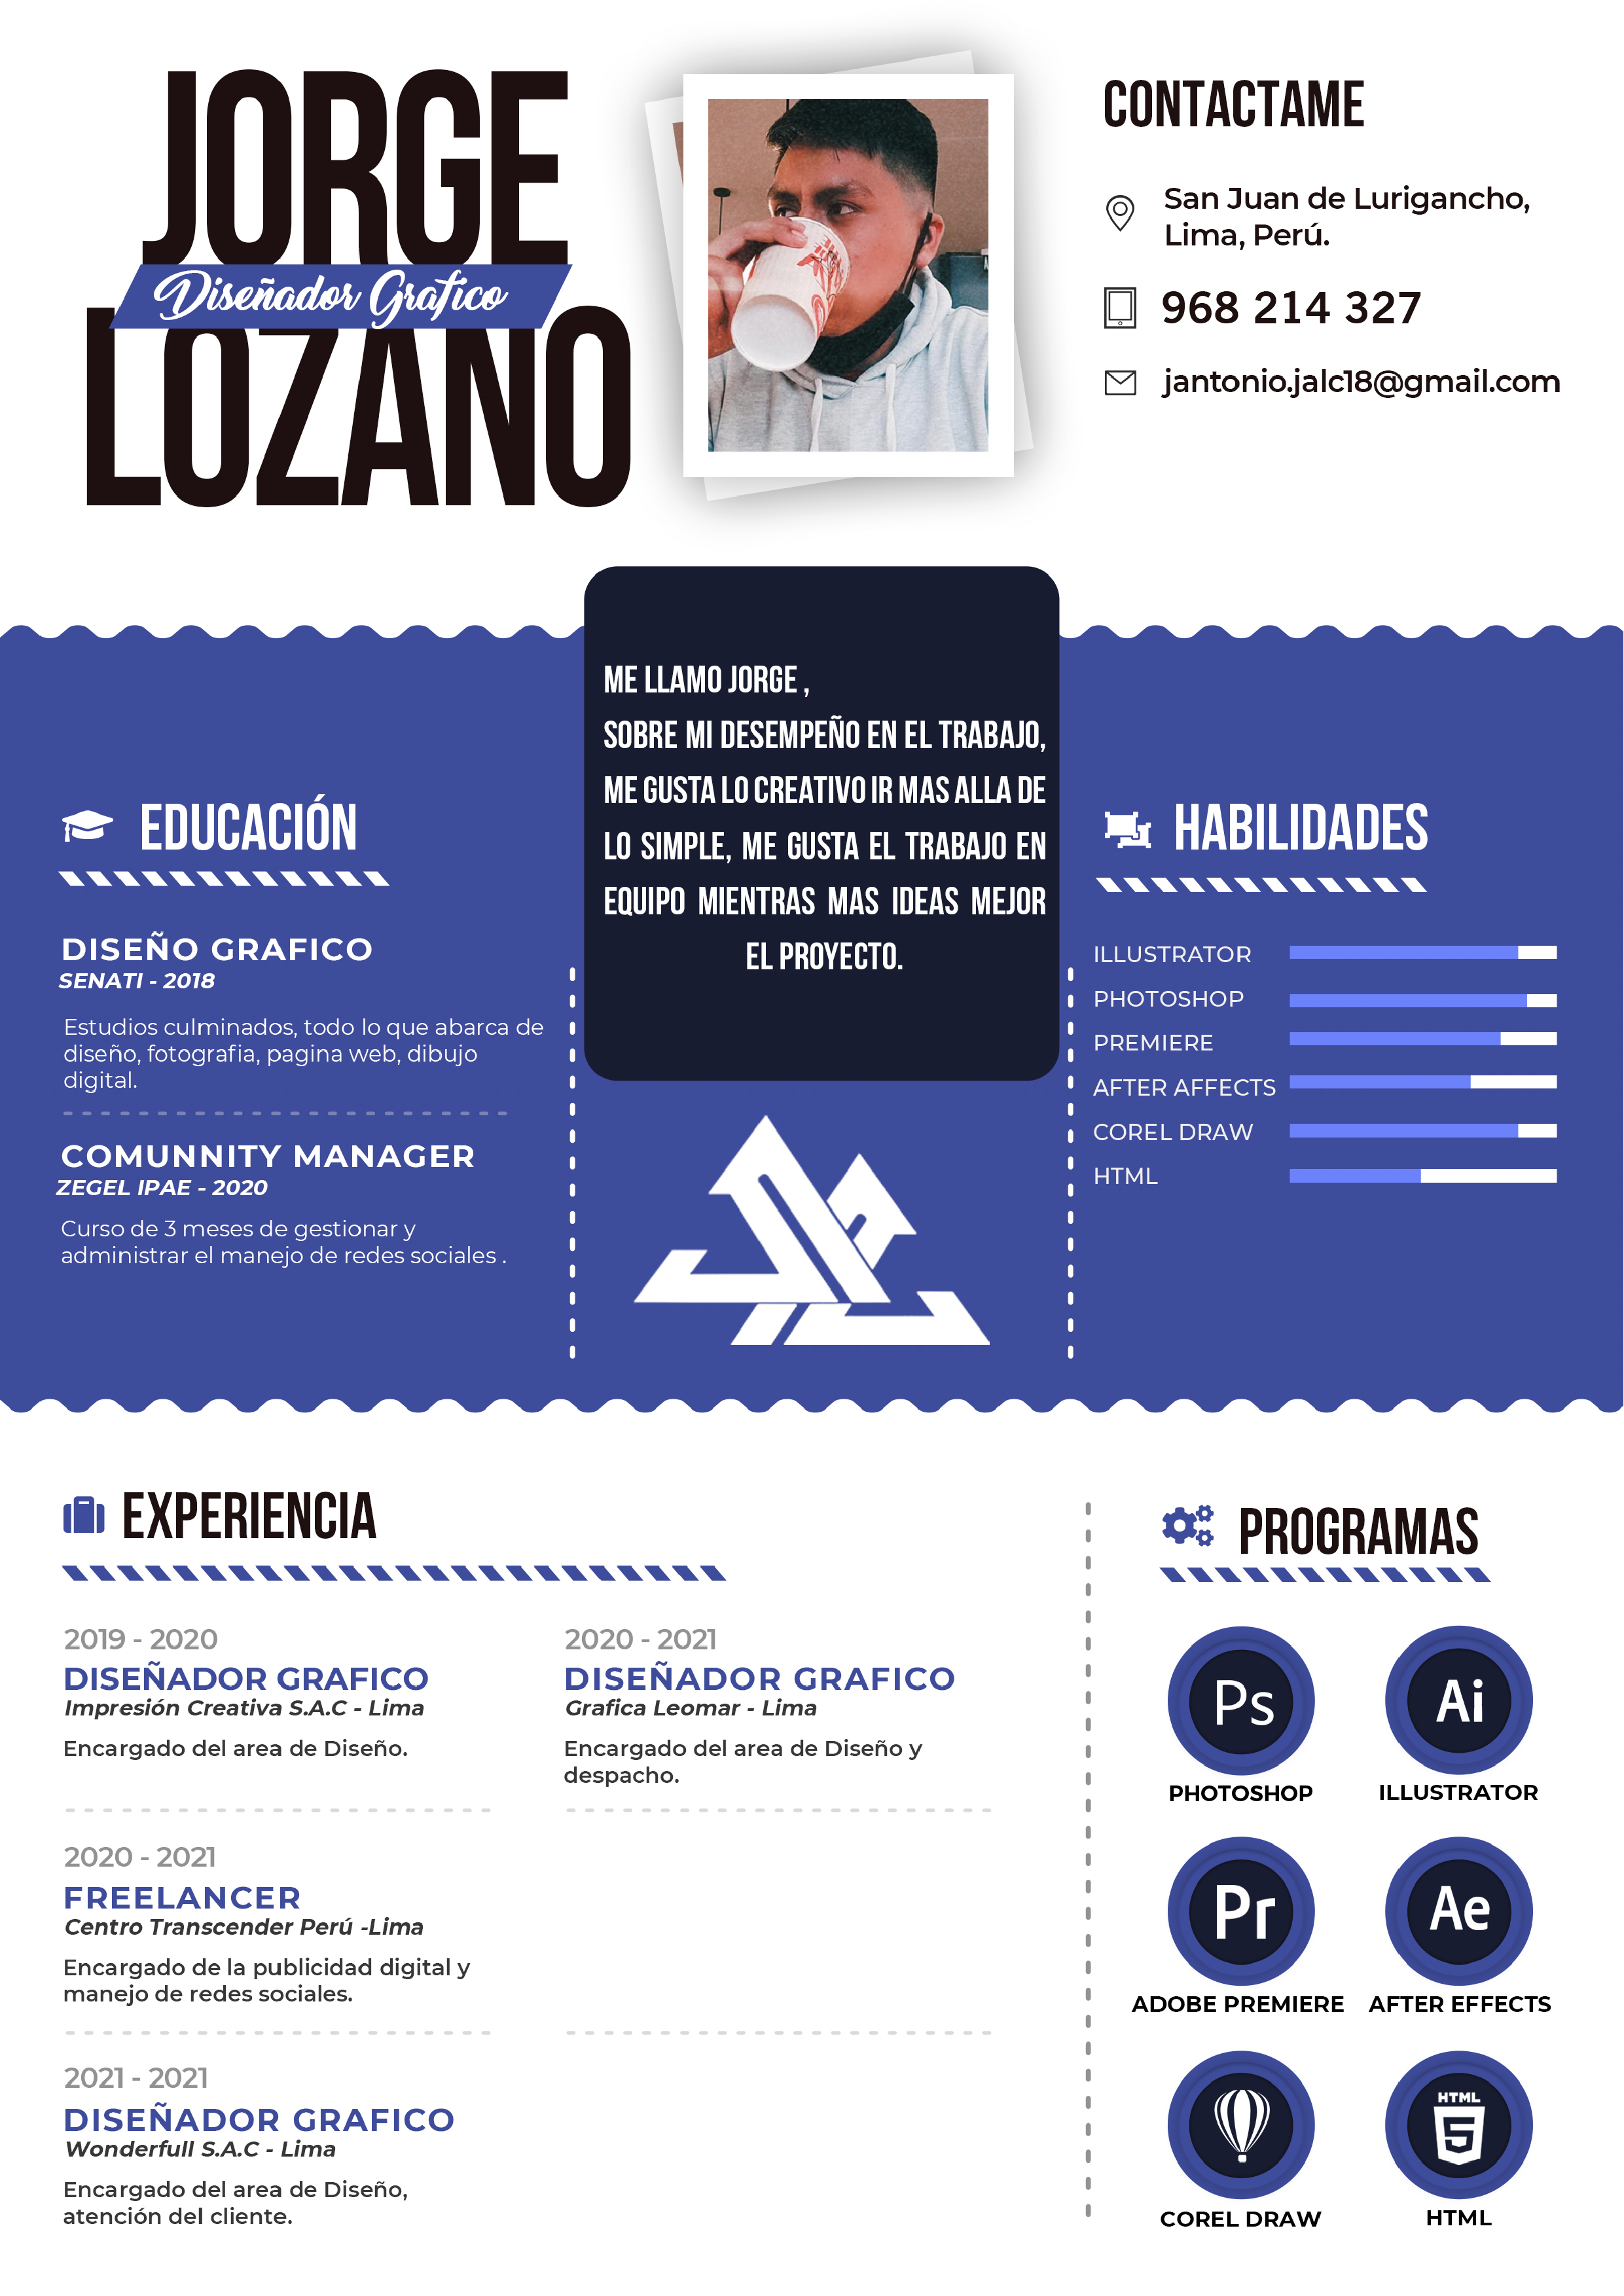 JORGE
Diseñador Grafico
LOZANO
CONTACTAME
San Juan de Lurigancho,
Lima, Perú.
968 214 327
jantonio.jalc18@gmail.com
ME LLAMO JORGE ,
SOBRE MI DESEMPEÑO EN EL TRABAJO,
ME GUSTA LO CREATIVO IR MAS ALLA DE
LO SIMPLE, ME GUSTA EL TRABAJO EN
EQUIPO MIENTRAS MAS IDEAS MEJOR
EL PROYECTO.
EDUCACIÓN
DISEÑO GRAFICO
SENATI - 2018
Estudios culminados, todo lo que abarca de
diseño, fotografia, pagina web, dibujo
digital.
COMUNNITY MANAGER
ZEGEL IPAE - 2020
Curso de 3 meses de gestionar y
administrar el manejo de redes sociales .
HABILIDADES
ILLUSTRATOR
PHOTOSHOP
PREMIERE
AFTER AFFECTS
COREL DRAW
HTML
EXPERIENCIA
2019 - 2020
DISEÑADOR GRAFICO
Impresión Creativa S.A.C - Lima
Encargado del area de Diseño.
2020 - 2021
DISEÑADOR GRAFICO
Grafica Leomar - Lima
Encargado del area de Diseño y
despacho.
2020 - 2021
FREELANCER
Centro Transcender Perú -Lima
Encargado de la publicidad digital y
manejo de redes sociales.
2021 - 2021
DISEÑADOR GRAFICO
Wonderfull S.A.C - Lima
Encargado del area de Diseño,
atención del cliente.
PROGRAMAS
Ps
Ai
PHOTOSHOP
ILLUSTRATOR
Pr
Ae
ADOBE PREMIERE
AFTER EFFECTS
HTML
5
COREL DRAW
HTML